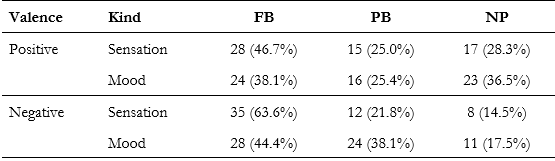 Valence Kind FB PB NP
Positive Sensation 28 (46.7%) 15 (25.0%) 17 (28.3%)
Mood 24 (38.1%) 16 (25.4%) 23 (36.5%)
Negative Sensation 35 (63.6%) 12 (21.8%) 8 (14.5%)
Mood 28 (44.4%) 24 (38.1%) 11 (17.5%)